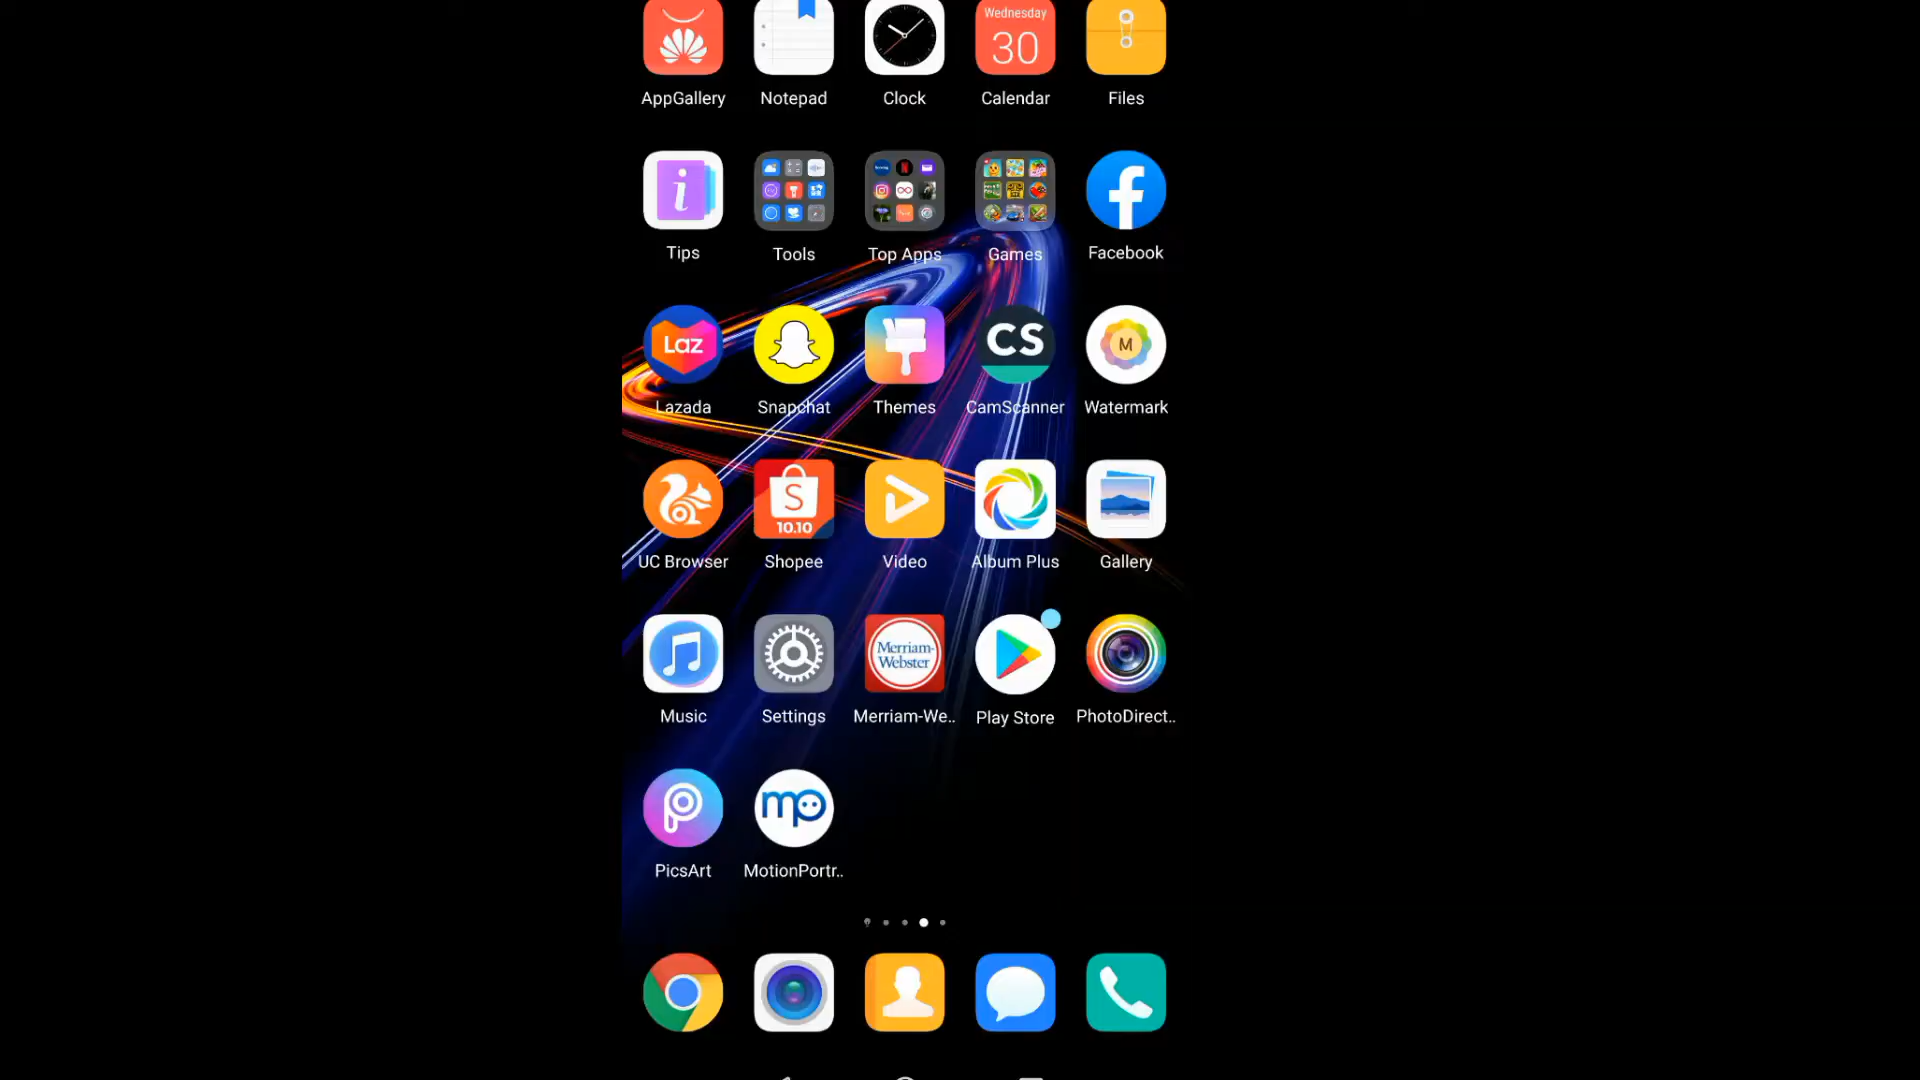 Wednesday
30
AppGallery Notepad Clock Calendar Files
i
Tips Tools Top Apps Games Facebook
Laz CS M
Lazada Snapchat Themes CamScanner Watermark
S
10.10
UC Browser Shopee Video Album Plus Gallery
Merriam-
Webster
Music Settings Merriam-We.. Play Store PhotoDirect..
mp
PicsArt MotionPortr..